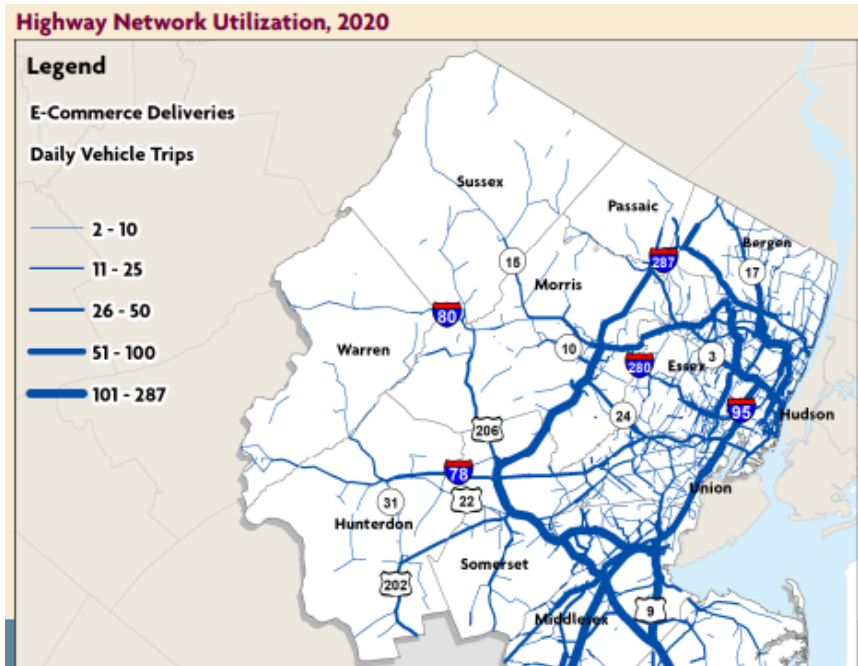 Highway Network Utilization, 2020
Legend
E-Commerce Deliveries
Daily Vehicle Trips
2 - 10
11 - 25
26 - 50
51 - 100
101 - 287
Sussex
Passaic
Bergen
287
17
15
Morris
80
Warren
10
280
Essex
3
24
95
Hudson
206
78
22
Union
31
Hunterdon
Somerset
202
9
Middlesex